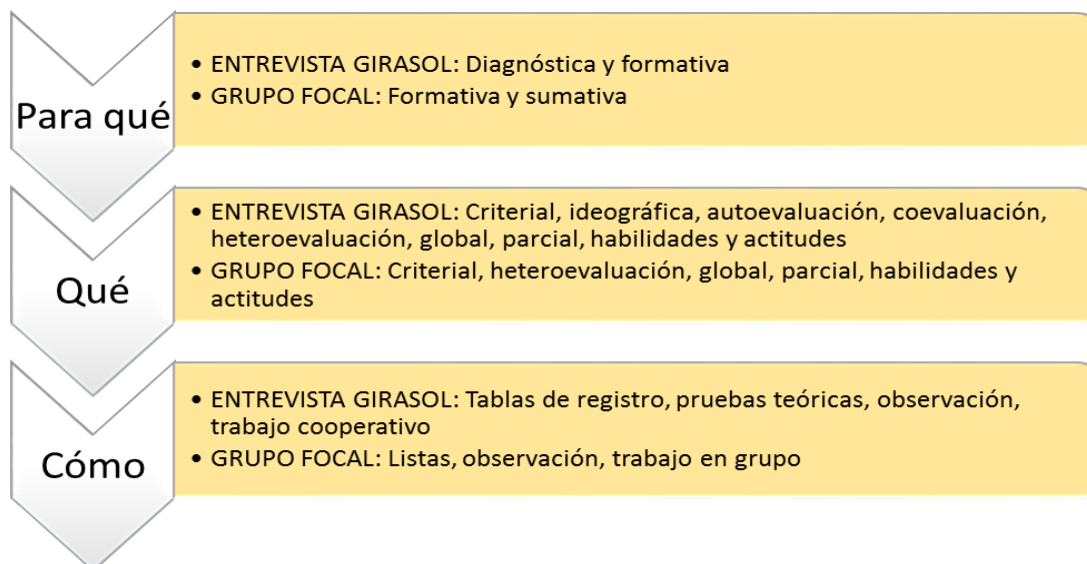 Para qué
• ENTREVISTA GIRASOL: Diagnóstica y formativa
• GRUPO FOCAL: Formativa y sumativa
Qué
• ENTREVISTA GIRASOL: Criterial, ideográfica, autoevaluación, coevaluación,
heteroevaluación, global, parcial, habilidades y actitudes
• GRUPO FOCAL: Criterial, heteroevaluación, global, parcial, habilidades y
actitudes
Cómo
• ENTREVISTA GIRASOL: Tablas de registro, pruebas teóricas, observación,
trabajo cooperativo
• GRUPO FOCAL: Listas, observación, trabajo en grupo